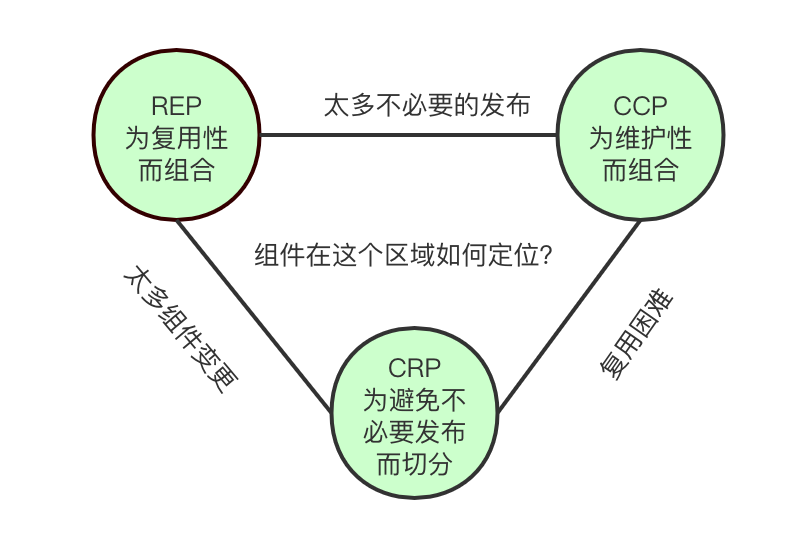 REP
为复用性
而组合
太多不必要的发布
CCP
为维护性
而组合
组件在这个区域如何定位?
太多组件变更
复用困难
CRP
为避免不
必要发布
而切分